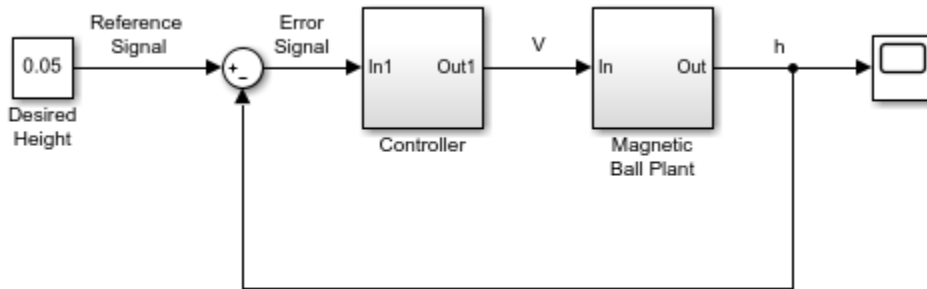 Reference
Signal
Error
Signal
V
h
0.05
+
−
In1
Out1
In
Out
Desired
Height
Controller
Magnetic
Ball Plant